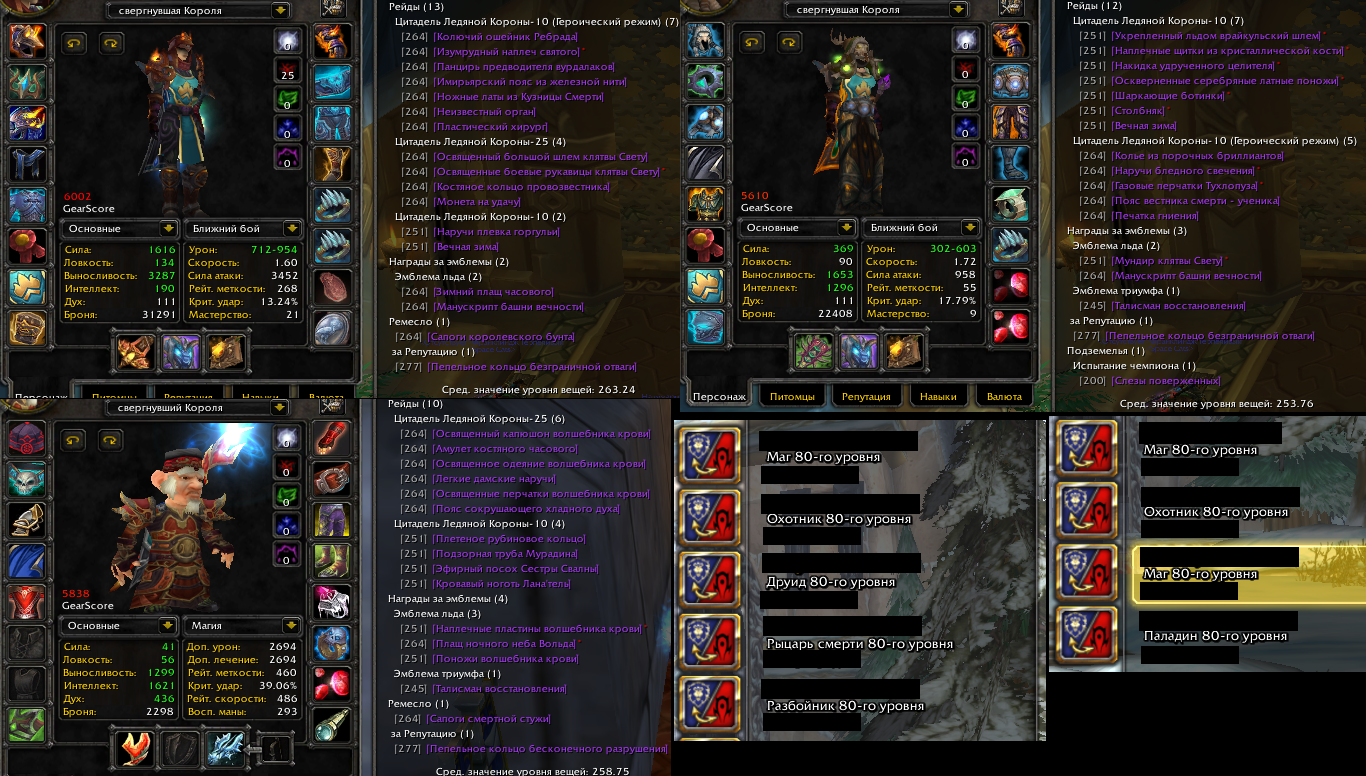 свергнувшая Короля
25
0
0
0
6002
GearScore
Основные
Ближний бой
Сила: 1616
Ловкость: 134
Выносливость: 3287
Интеллект: 190
Дух: 111
Броня: 31291
Урон: 712-954
Скорость: 1.60
Сила атаки: 3452
Рейт. меткости: 268
Крит. удар: 13.24%
Мастерство: 21
Персонаж
Питомцы
Репутация
Навыки
Валюта
Рейды (13)
Цитадель Ледяной Короны-10 (Героический режим) (7)
[264] [Колючий ошейник Ребрада]
[264] [Изумрудный наплеч святого]
[264] [Панцирь предводителя вурдалаков]
[264] [Имирьярский пояс из железной нити]
[264] [Ножные латы из Кузницы Смерти]
[264] [Неизвестный орган]
[264] [Пластический хирург]
Цитадель Ледяной Короны-25 (4)
[264] [Освященный большой шлем клятвы Свету]
[264] [Освященные боевые рукавицы клятвы Свету]
[264] [Костяное кольцо провозвестника]
[264] [Монета на удачу]
Цитадель Ледяной Короны-10 (2)
[251] [Наручи плевка горгульи]
[251] [Вечная зима]
Награды за эмблемы (2)
Эмблема льда (2)
[264] [Зимний плащ часового]
[264] [Манускрипт башни вечности]
Ремесло (1)
[264] [Сапоги королевского бунта]
за Репутацию (1)
[277] [Пепельное кольцо безграничной отваги]
Сред. значение уровня вещей: 263.24
свергнувшая Короля
0
0
0
0
0
5610
GearScore
Основные
Ближний бой
Сила: 369
Ловкость: 90
Выносливость: 1653
Интеллект: 1296
Дух: 111
Броня: 22408
Урон: 302-603
Скорость: 1.72
Сила атаки: 958
Рейт. меткости: 55
Крит. удар: 17.79%
Мастерство: 9
Персонаж
Питомцы
Репутация
Навыки
Валюта
Рейды (12)
Цитадель Ледяной Короны-10 (7)
[251] [Укрепленный льдом врайкульский шлем]
[251] [Наплечные щитки из кристаллической кости]
[251] [Накидка удрученного целителя]
[251] [Оскверненные серебряные латные поножи]
[251] [Шаркающие ботинки]
[251] [Столбняк]
[251] [Вечная зима]
Цитадель Ледяной Короны-10 (Героический режим) (5)
[264] [Колье из порочных бриллиантов]
[264] [Наручи бледного свечения]
[264] [Газовые перчатки Тухлопуза]
[264] [Пояс вестника смерти - ученика]
[264] [Печатка гниения]
Награды за эмблемы (3)
Эмблема льда (2)
[251] [Мундир клятвы Свету]
[264] [Манускрипт башни вечности]
Эмблема триумфа (1)
[245] [Талисман восстановления]
за Репутацию (1)
[277] [Пепельное кольцо безграничной отваги]
Подземелья (1)
Испытание чемпиона (1)
[200] [Слезы поверженных]
Сред. значение уровня вещей: 253.76
свергнувший Короля
0
0
0
0
0
5838
GearScore
Основные
Магия
Сила: 41
Ловкость: 56
Выносливость: 1299
Интеллект: 1621
Дух: 436
Броня: 2298
Доп. урон: 2694
Доп. лечение: 2694
Рейт. меткости: 460
Крит. удар: 39.06%
Рейт. скорости: 486
Восп. маны: 293
Рейды (10)
Цитадель Ледяной Короны-25 (6)
[264] [Освященный капюшон волшебника крови]
[264] [Амулет костяного часового]
[264] [Освященное одеяние волшебника крови]
[264] [Легкие дамские наручи]
[264] [Освященные перчатки волшебника крови]
[264] [Пояс сокрушающего хладного духа]
Цитадель Ледяной Короны-10 (4)
[251] [Плетеное рубиновое кольцо]
[251] [Подзорная труба Мурадина]
[251] [Эфирный посох Сестры Свалны]
[251] [Кровавый ноготь Лана'тель]
Награды за эмблемы (4)
Эмблема льда (3)
[251] [Наплечные пластины волшебника крови]
[264] [Плащ ночного неба Вольда]
[251] [Поножи волшебника крови]
Эмблема триумфа (1)
[245] [Талисман восстановления]
Ремесло (1)
[264] [Сапоги смертной стужи]
за Репутацию (1)
[277] [Пепельное кольцо бесконечного разрушения]
Сред. значение уровня вещей: 258.75
Маг 80-го уровня
Охотник 80-го уровня
Друид 80-го уровня
Рыцарь смерти 80-го уровня
Разбойник 80-го уровня
Маг 80-го уровня
Охотник 80-го уровня
Маг 80-го уровня
Паладин 80-го уровня